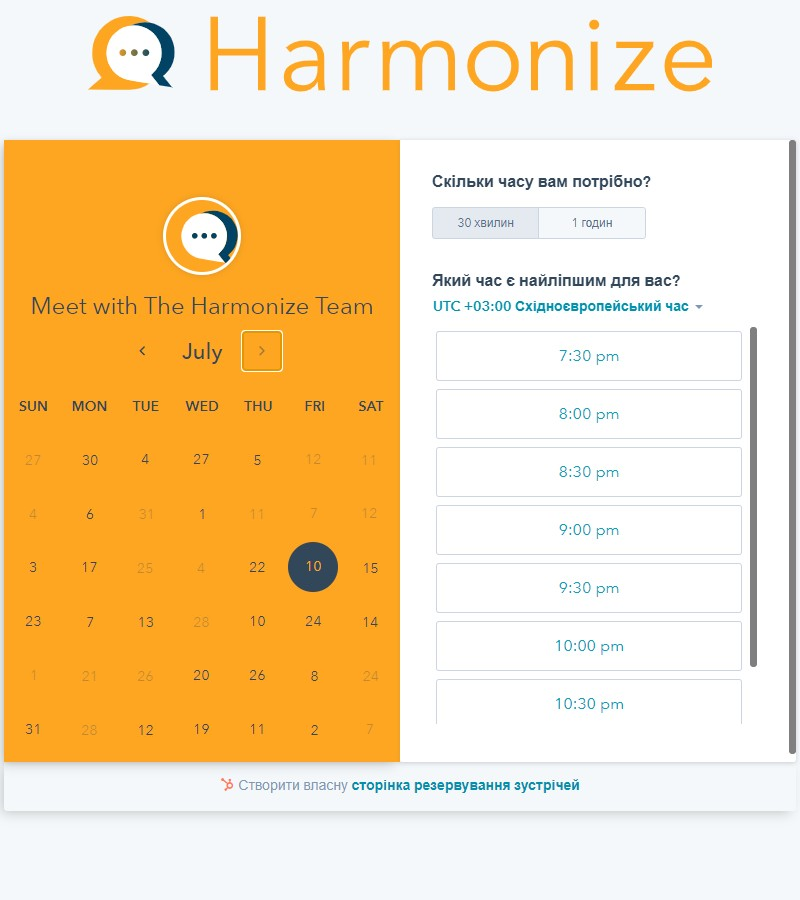 Harmonize
Meet with The Harmonize Team
July
SUN MON TUE WED THU FRI SAT
27 30 4 27 5 12 11
4 6 31 1 11 7 12
3 17 25 4 22 10 15
23 7 13 28 10 24 14
1 21 26 20 26 8 24
31 28 12 19 11 2 7
Скільки часу вам потрібно?
30 хвилин 1 годин
Який час є найліпшим для вас?
UTC +03:00 Східноєвропейський час
7:30 pm
8:00 pm
8:30 pm
9:00 pm
9:30 pm
10:00 pm
10:30 pm
Створити власну сторінка резервування зустрічей